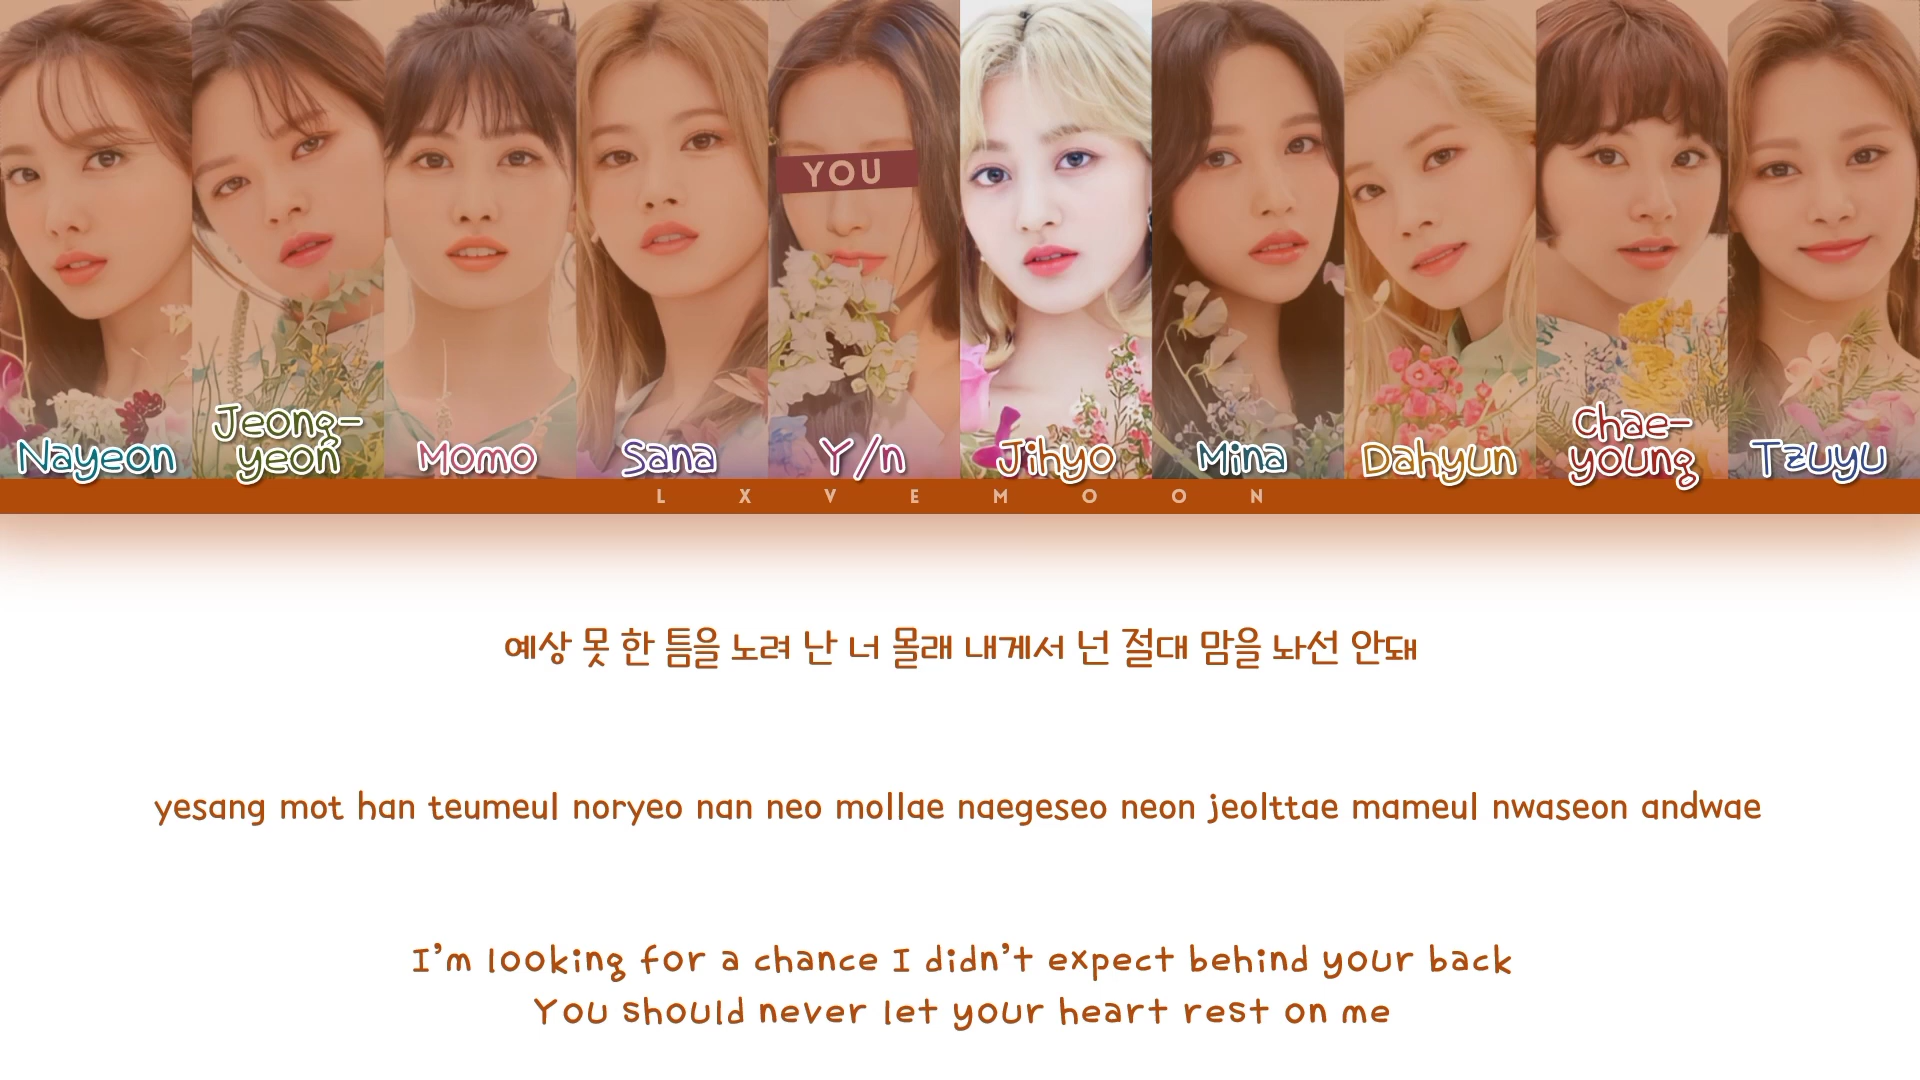 YOU
Nayeon
Jeong-
yeon
Momo
Sana
Y/n
Jihyo
Mina
Dahyun
Chae-
young
Tzuyu
L X V E M O O N
예상 못 한 틈을 노려 난 너 몰래 내게서 넌 절대 맘을 놔선 안돼
yesang mot han teumeul noryeo nan neo mollae naegeseo neon jeolttae mameul nwaseon andwae
I'm looking for a chance I didn't expect behind your back
You should never let your heart rest on me